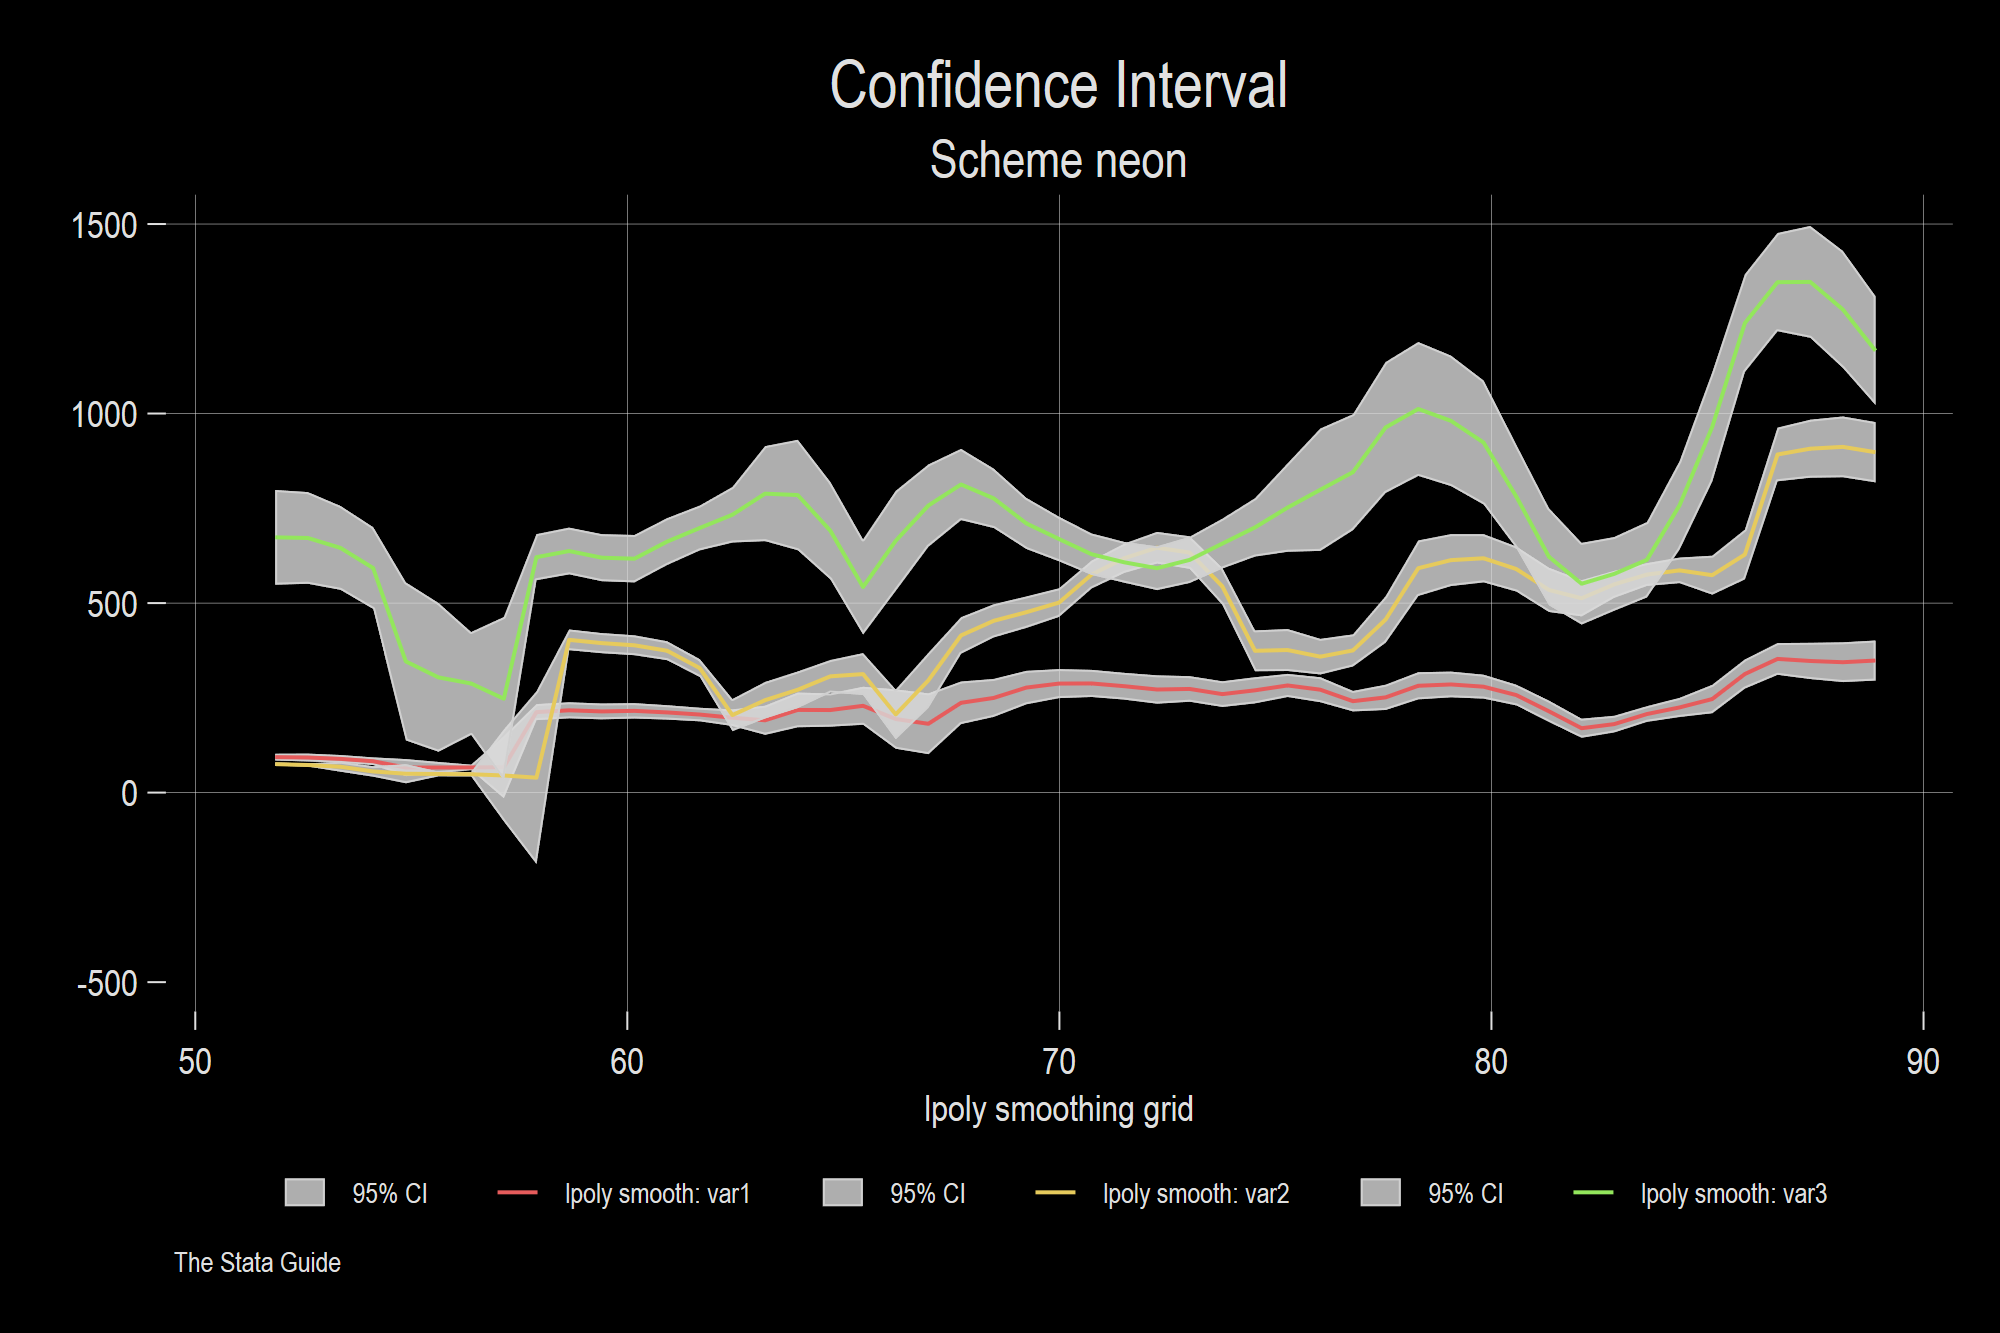 Confidence Interval
Scheme neon
1500
1000
500
0
-500
50 60 70 80 90
lpoly smoothing grid
95% CI lpoly smooth: var1 95% CI lpoly smooth: var2 95% CI lpoly smooth: var3
The Stata Guide